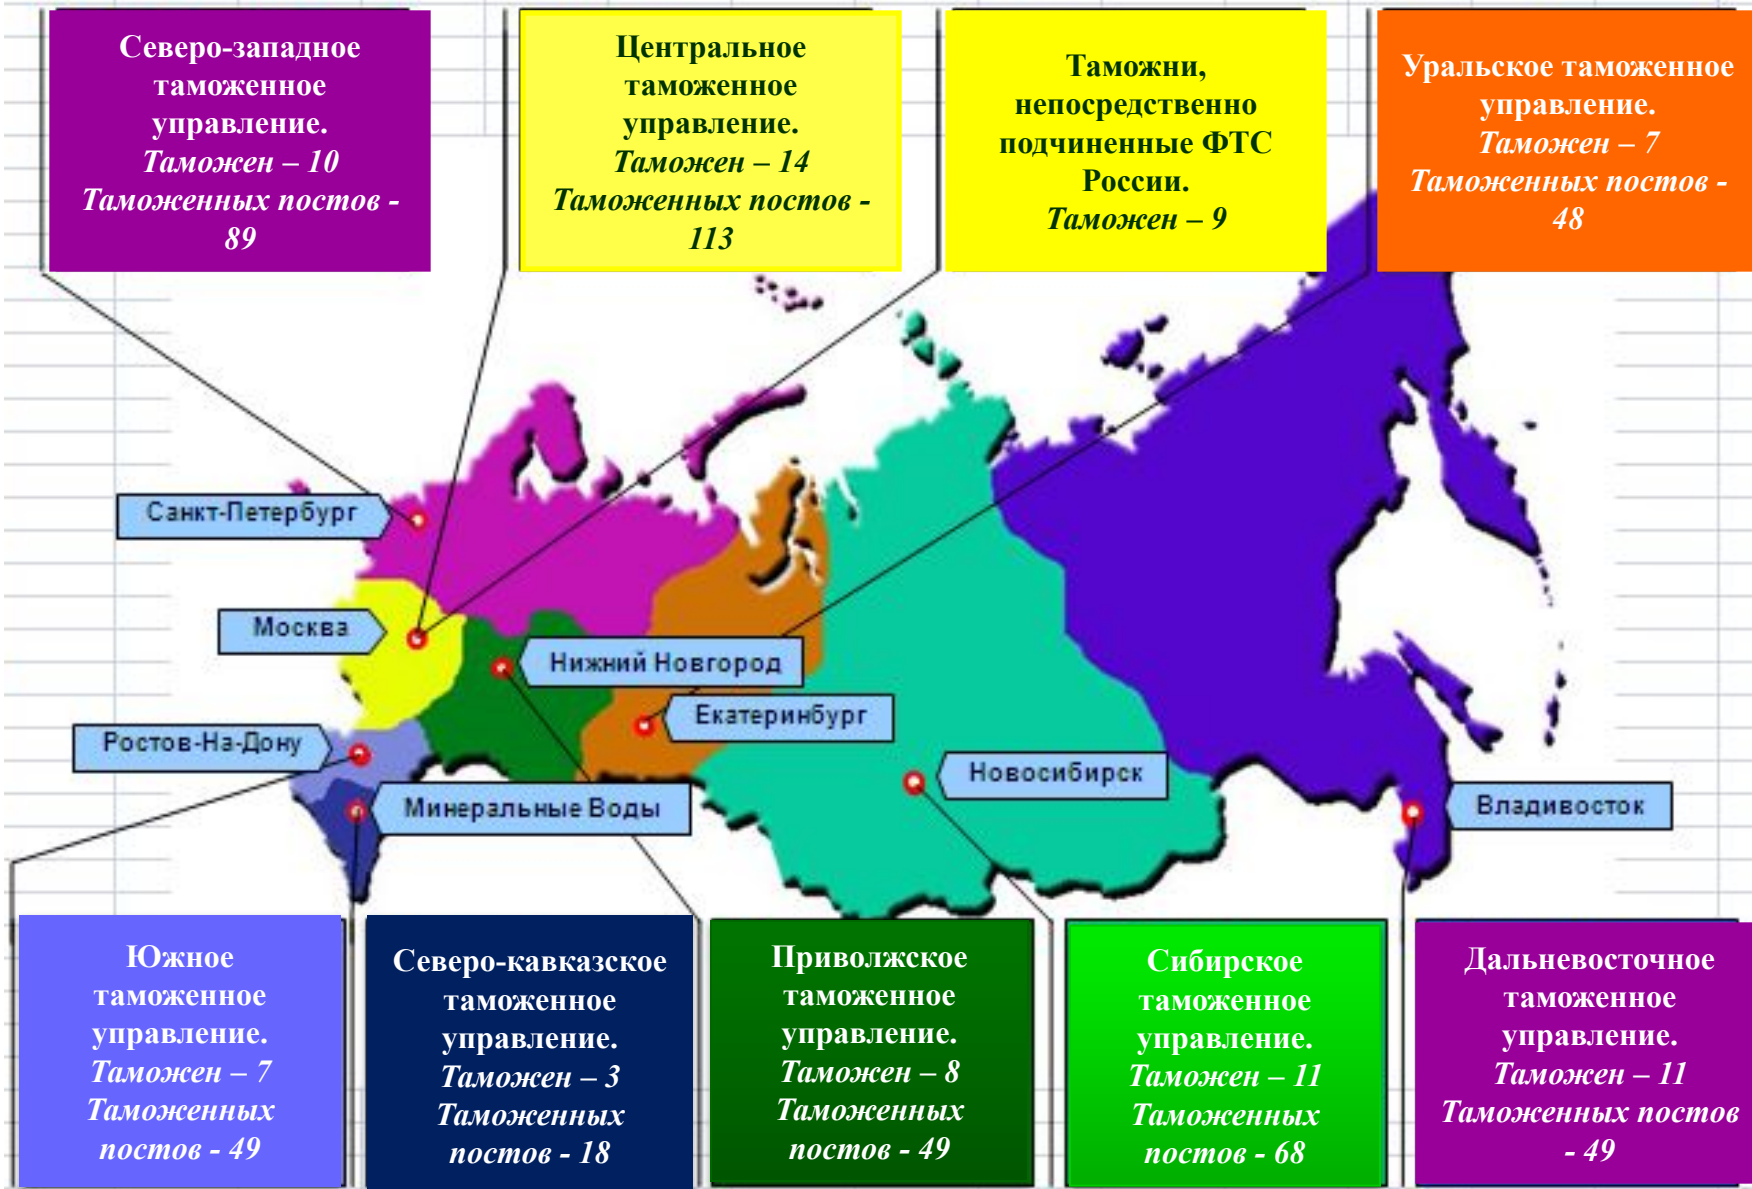 Северо-западное
таможенное
управление.
Таможен – 10
Таможенных постов -
89
Центральное
таможенное
управление.
Таможен – 14
Таможенных постов -
113
Таможни,
непосредственно
подчиненные ФТС
России.
Таможен – 9
Уральское таможенное
управление.
Таможен – 7
Таможенных постов -
48
Санкт-Петербург
Москва
Нижний Новгород
Екатеринбург
Ростов-На-Дону
Новосибирск
Минеральные Воды
Владивосток
Южное
таможенное
управление.
Таможен – 7
Таможенных
постов - 49
Северо-кавказское
таможенное
управление.
Таможен – 3
Таможенных
постов - 18
Приволжское
таможенное
управление.
Таможен – 8
Таможенных
постов - 49
Сибирское
таможенное
управление.
Таможен – 11
Таможенных
постов - 68
Дальневосточное
таможенное
управление.
Таможен – 11
Таможенных постов
- 49